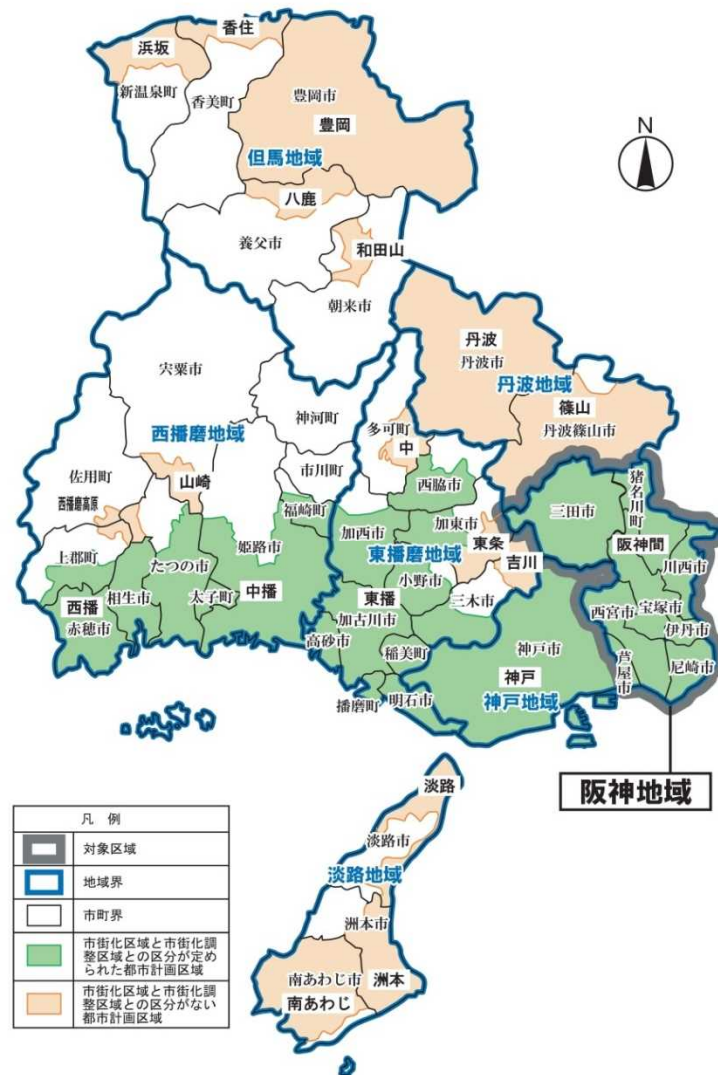 香住
浜坂
新温泉町
香美町
豊岡市
豊岡
N
但馬地域
八鹿
養父市
和田山
朝来市
丹波
丹波市
丹波地域
宍粟市
篠山
神河町
丹波篠山市
多可町
中
西播磨地域
市川町
佐用町
山崎
西脇市
猪名川町
三田市
西播磨高原
福崎町
加西市
加東市
東条
阪神間
上郡町
姫路市
東播磨地域
吉川
川西市
たつの市
小野市
三木市
西播
相生市
太子町
中播
東播
西宮市
宝塚市
赤穂市
加古川市
伊丹市
高砂市
稲美町
神戸市
神戸
芦屋市
尼崎市
播磨町
明石市
神戸地域
阪神地域
淡路
淡路市
淡路地域
洲本市
南あわじ市
洲本
南あわじ
凡 例
対象区域
地域界
市町界
市街化区域と市街化調
整区域との区分が定め
られた都市計画区域
市街化区域と市街化調
整区域との区分がない
都市計画区域